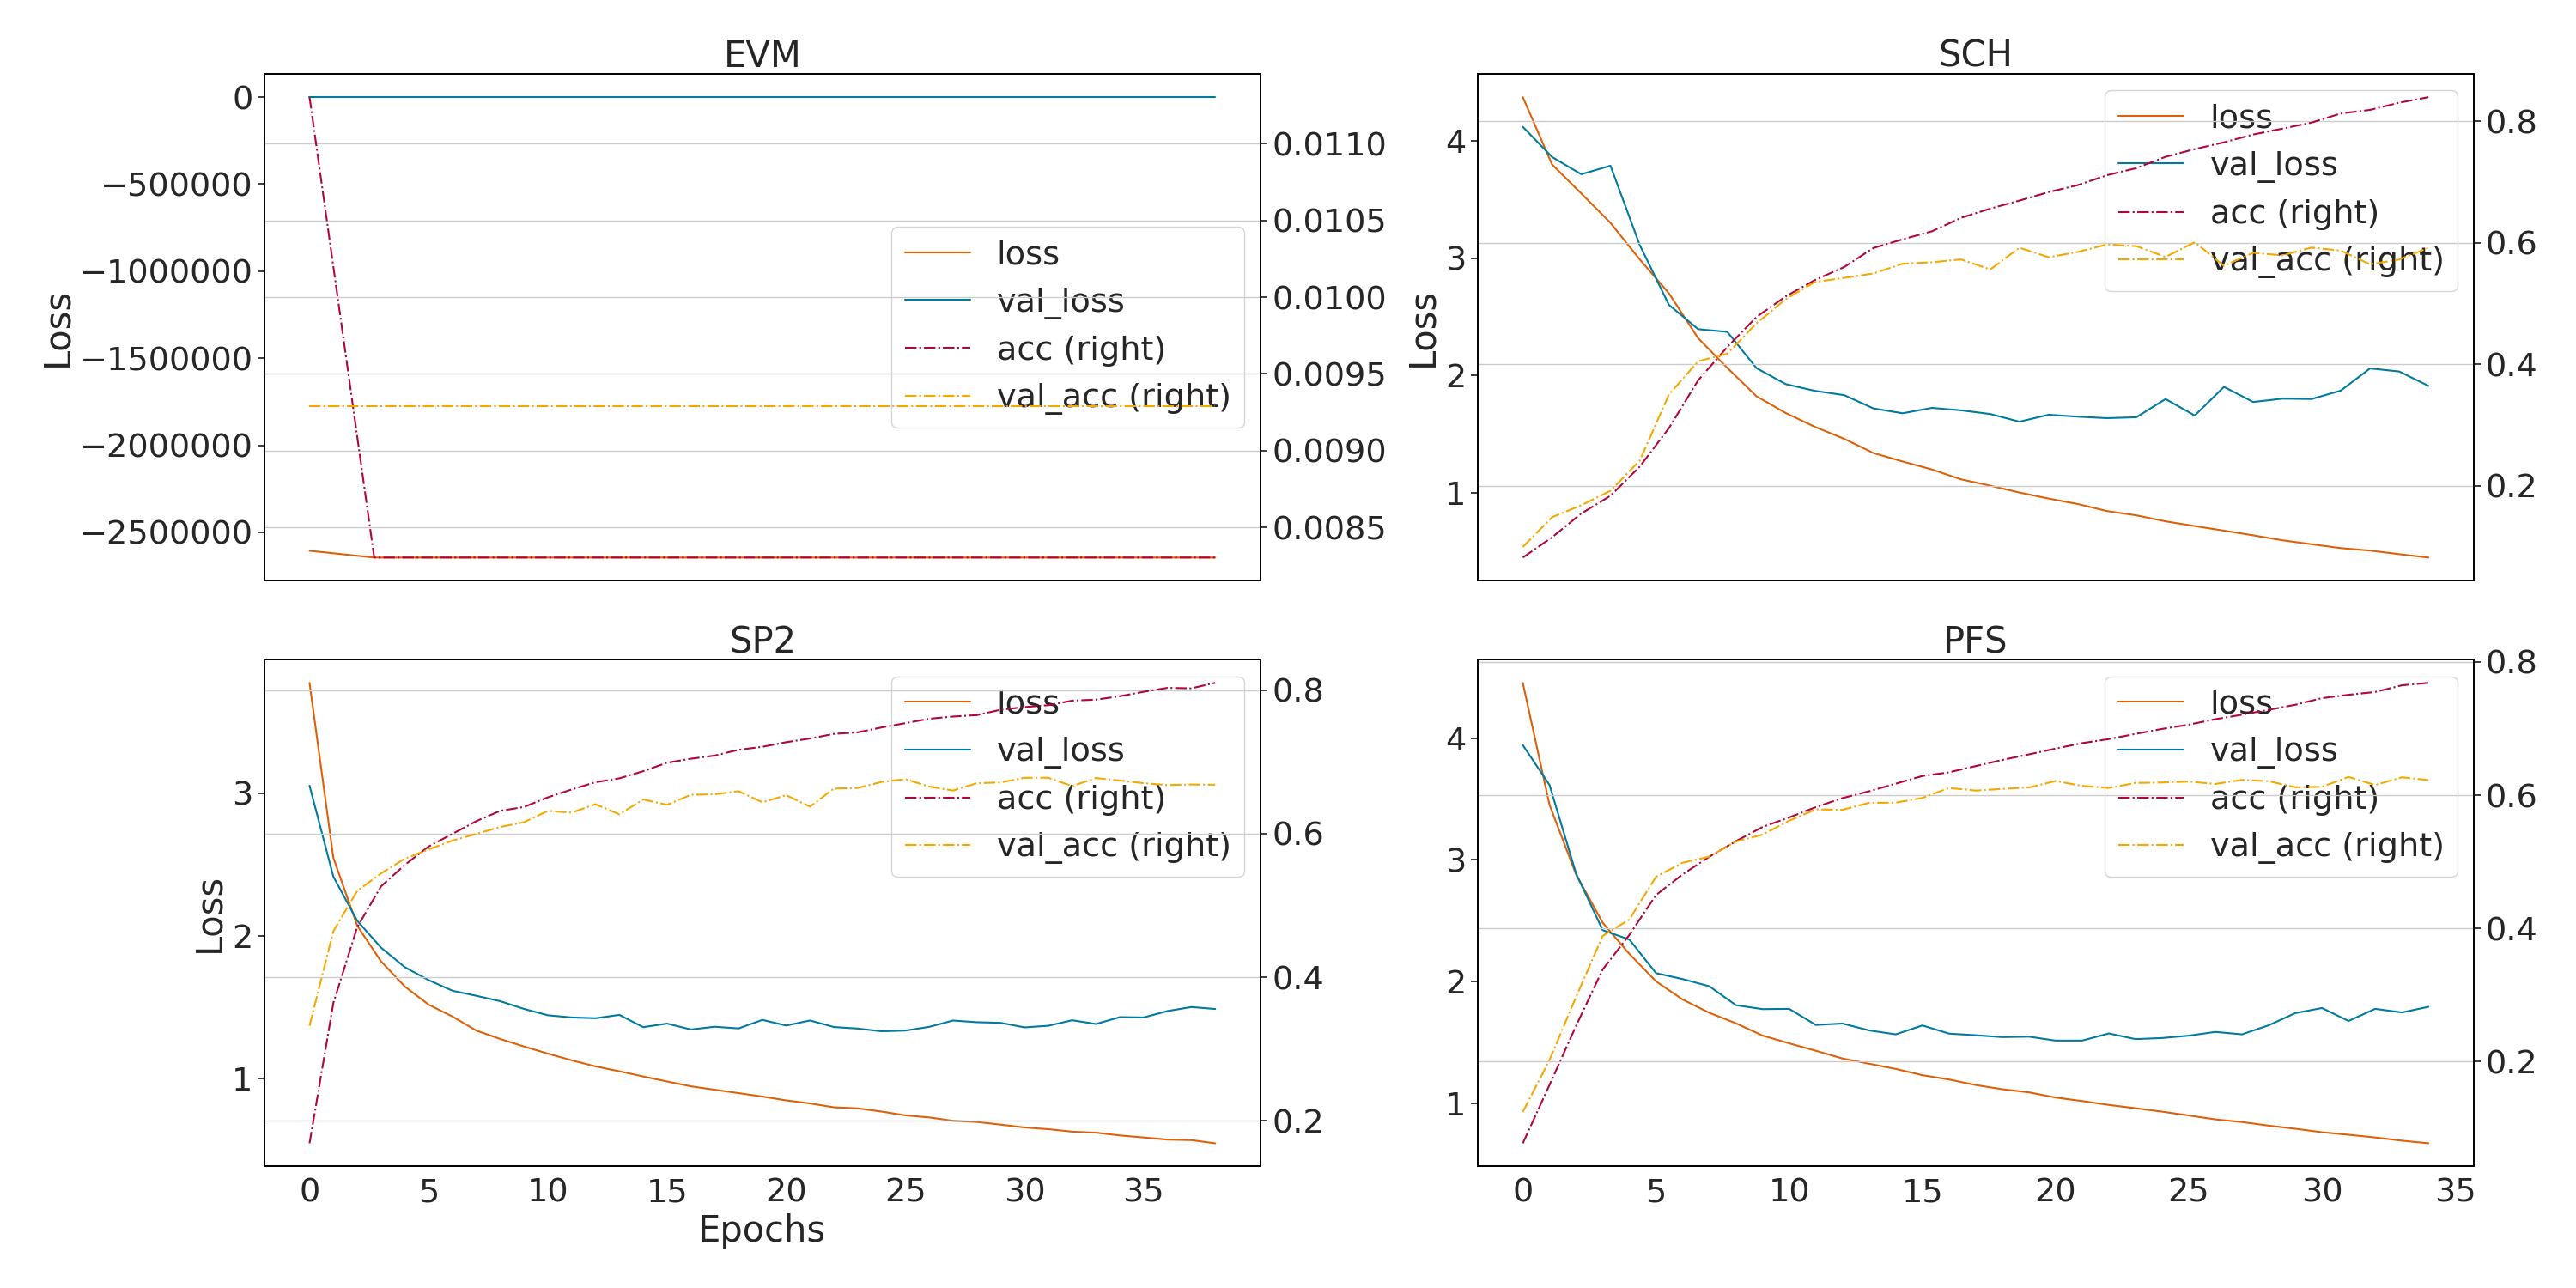 EVM
0
−500000
−1000000
−1500000
−2000000
−2500000
Loss
0.0110
0.0105
0.0100
0.0095
0.0090
0.0085
loss
val_loss
acc (right)
val_acc (right)
SCH
4
3
2
1
Loss
0.8
0.6
0.4
0.2
loss
val_loss
acc (right)
val_acc (right)
SP2
3
2
1
Loss
0.8
0.6
0.4
0.2
loss
val_loss
acc (right)
val_acc (right)
0 5 10 15 20 25 30 35
Epochs
PFS
4
3
2
1
0.8
0.6
0.4
0.2
loss
val_loss
acc (right)
val_acc (right)
0 5 10 15 20 25 30 35